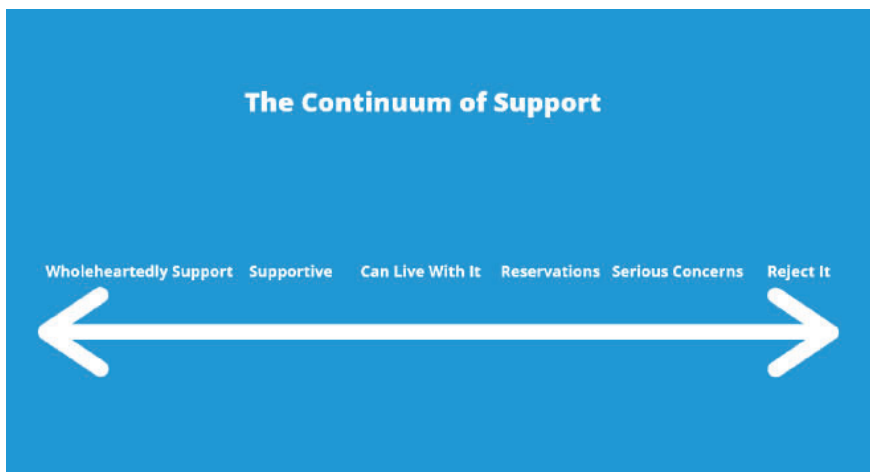 The Continuum of Support
Wholeheartedly Support Supportive Can Live With It Reservations Serious Concerns Reject It